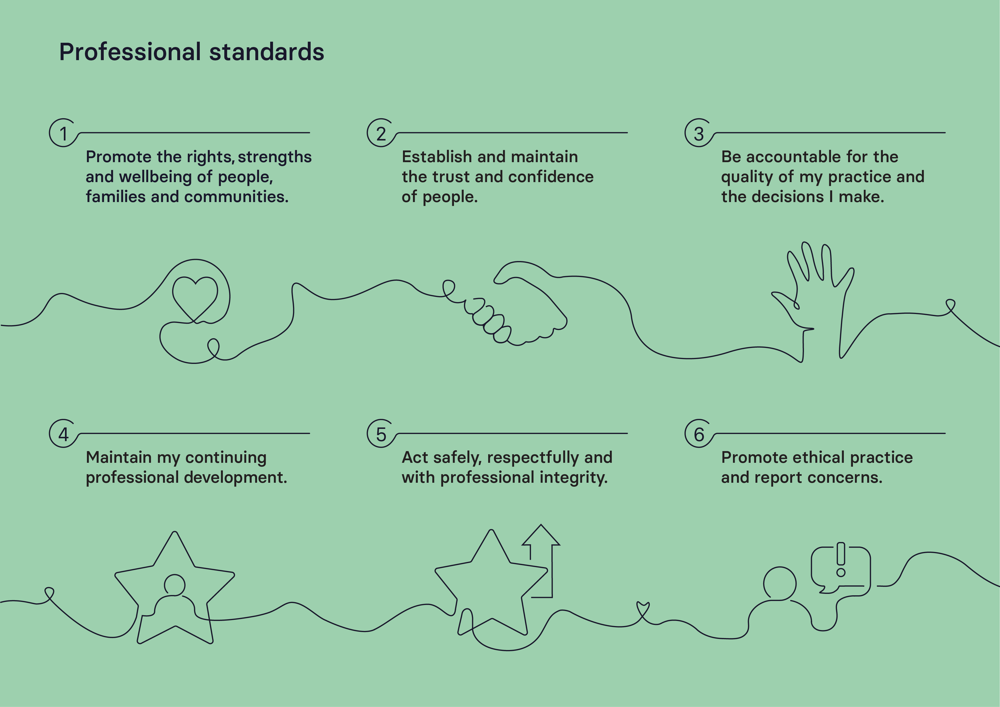 Professional standards
1
Promote the rights, strengths
and wellbeing of people,
families and communities.
2
Establish and maintain
the trust and confidence
of people.
3
Be accountable for the
quality of my practice and
the decisions I make.
4
Maintain my continuing
professional development.
5
Act safely, respectfully and
with professional integrity.
6
Promote ethical practice
and report concerns.
!